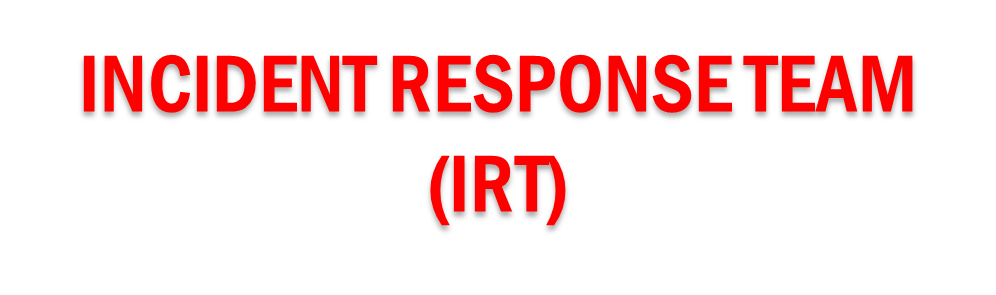 INCIDENT RESPONSE TEAM
(IRT)